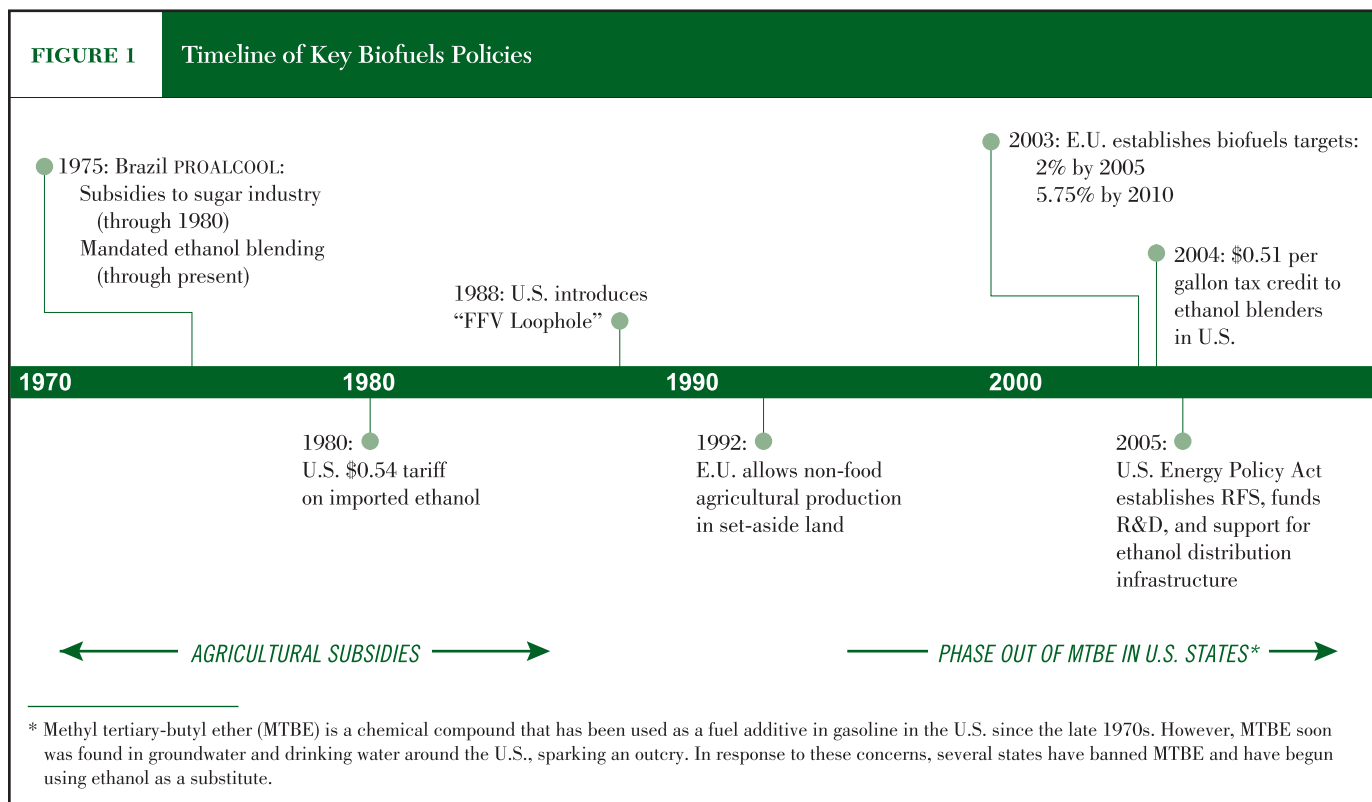 FIGURE 1
Timeline of Key Biofuels Policies
1975: Brazil PROALCOOL:
Subsidies to sugar industry
(through 1980)
Mandated ethanol blending
(through present)
1988: U.S. introduces
“FFV Loophole”
2003: E.U. establishes biofuels targets:
2% by 2005
5.75% by 2010
2004: $0.51 per
gallon tax credit to
ethanol blenders
in U.S.
1970
1980
1990
2000
1980:
U.S. $0.54 tariff
on imported ethanol
1992:
E.U. allows non-food
agricultural production
in set-aside land
2005:
U.S. Energy Policy Act
establishes RFS, funds
R&D, and support for
ethanol distribution
infrastructure
AGRICULTURAL SUBSIDIES
PHASE OUT OF MTBE IN U.S. STATES*
* Methyl tertiary-butyl ether (MTBE) is a chemical compound that has been used as a fuel additive in gasoline in the U.S. since the late 1970s. However, MTBE soon
was found in groundwater and drinking water around the U.S., sparking an outcry. In response to these concerns, several states have banned MTBE and have begun
using ethanol as a substitute.